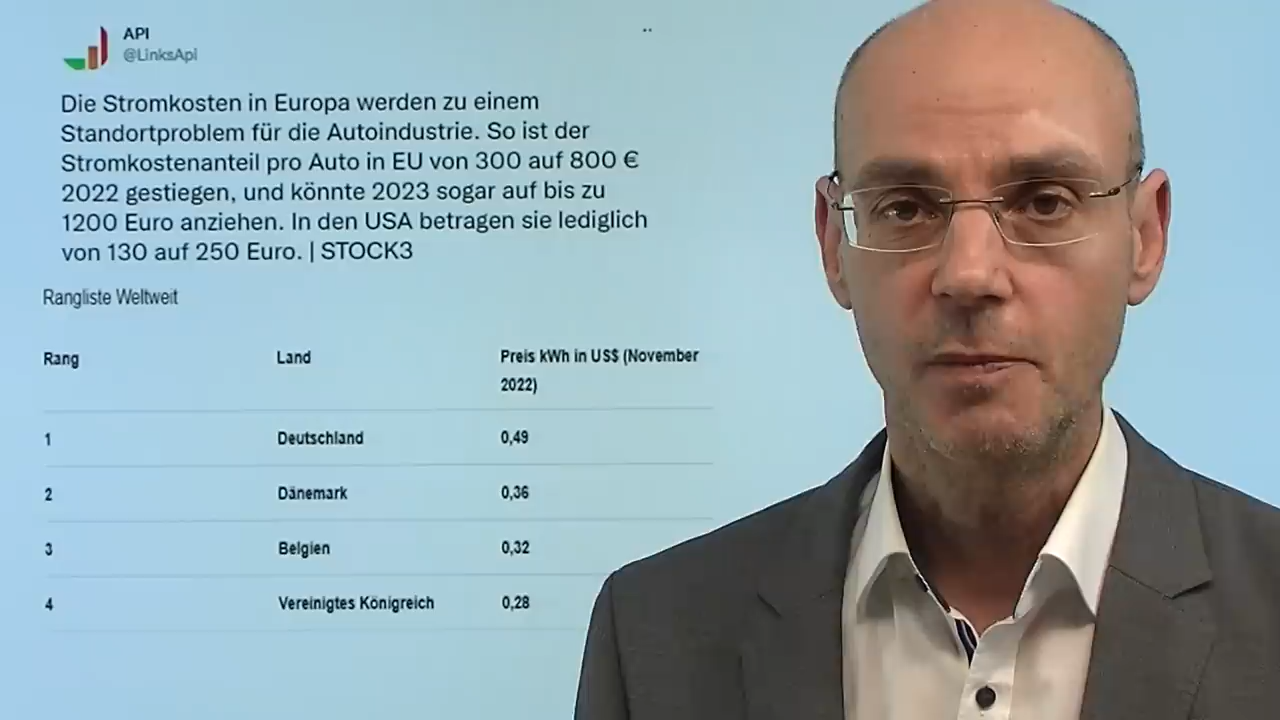 API
@LinksApi
Die Stromkosten in Europa werden zu einem
Standortproblem für die Autoindustrie. So ist der
Stromkostenanteil pro Auto in EU von 300 auf 800 €
2022 gestiegen, und könnte 2023 sogar auf bis zu
1200 Euro anziehen. In den USA betragen sie lediglich
von 130 auf 250 Euro. | STOCK3
Rangliste Weltweit
Rang Land Preis kWh in US$ (November
2022)
1 Deutschland 0,49
2 Dänemark 0,36
3 Belgien 0,32
4 Vereinigtes Königreich 0,28